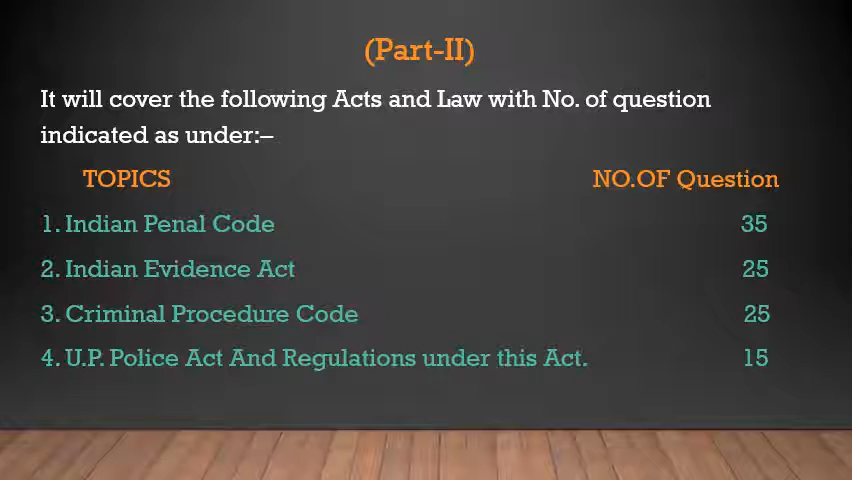 (Part-II)
It will cover the following Acts and Law with No. of question
indicated as under:–
TOPICS NO.OF Question
1. Indian Penal Code 35
2. Indian Evidence Act 25
3. Criminal Procedure Code 25
4. U.P. Police Act And Regulations under this Act. 15